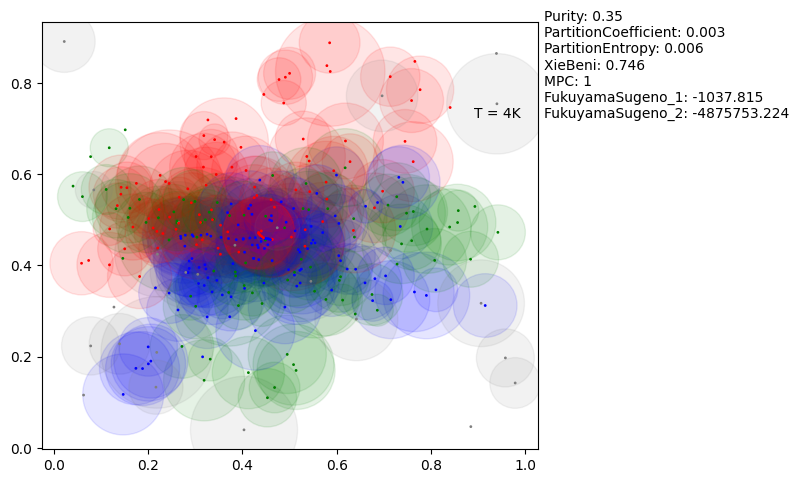 Purity: 0.35
PartitionCoefficient: 0.003
PartitionEntropy: 0.006
XieBeni: 0.746
MPC: 1
FukuyamaSugeno_1: -1037.815
FukuyamaSugeno_2: -4875753.224
T = 4K
0.8
0.6
0.4
0.2
0.0
0.0 0.2 0.4 0.6 0.8 1.0